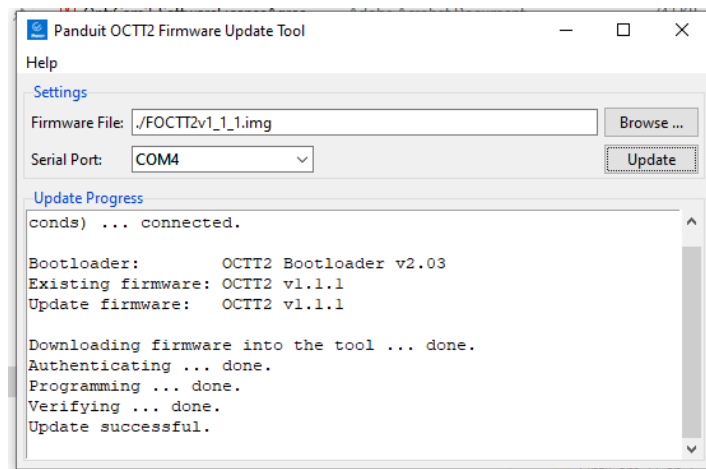 Panduit OCTT2 Firmware Update Tool
Help
Settings
Firmware File: ./FOCTT2v1_1_1.img Browse ...
Serial Port: COM4 Update
Update Progress
conds) ... connected.
Bootloader: OCTT2 Bootloader v2.03
Existing firmware: OCTT2 v1.1.1
Update firmware: OCTT2 v1.1.1
Downloading firmware into the tool ... done.
Authenticating ... done.
Programming ... done.
Verifying ... done.
Update successful.